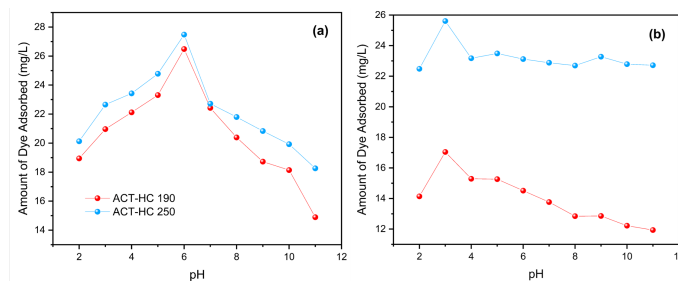 (a)
Amount of Dye Adsorbed (mg/L)
28
26
24
22
20
18
16
14
ACT-HC 190
ACT-HC 250
2 4 6 8 10 12
pH
(b)
Amount of Dye Adsorbed (mg/L)
26
24
22
20
18
16
14
12
2 4 6 8 10 12
pH